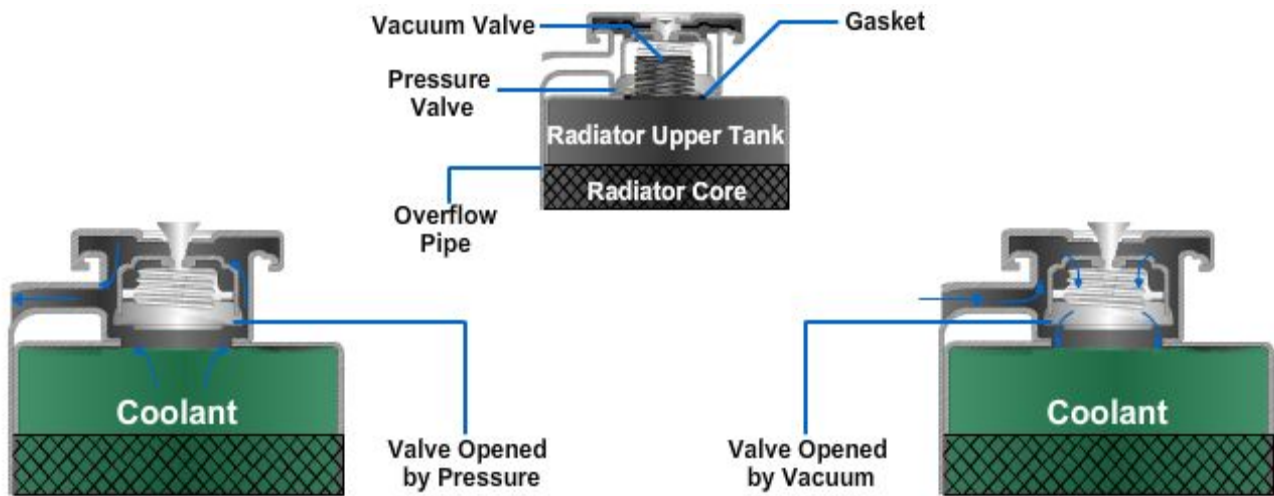 Vacuum Valve
Gasket
Pressure
Valve
Radiator Upper Tank
Radiator Core
Overflow
Pipe
Coolant
Coolant
Valve Opened
by Pressure
Valve Opened
by Vacuum